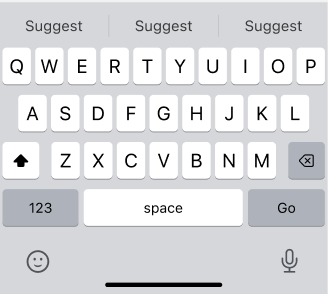 Suggest Suggest Suggest
Q W E R T Y U I O P
A S D F G H J K L
Z X C V B N M
123 space Go